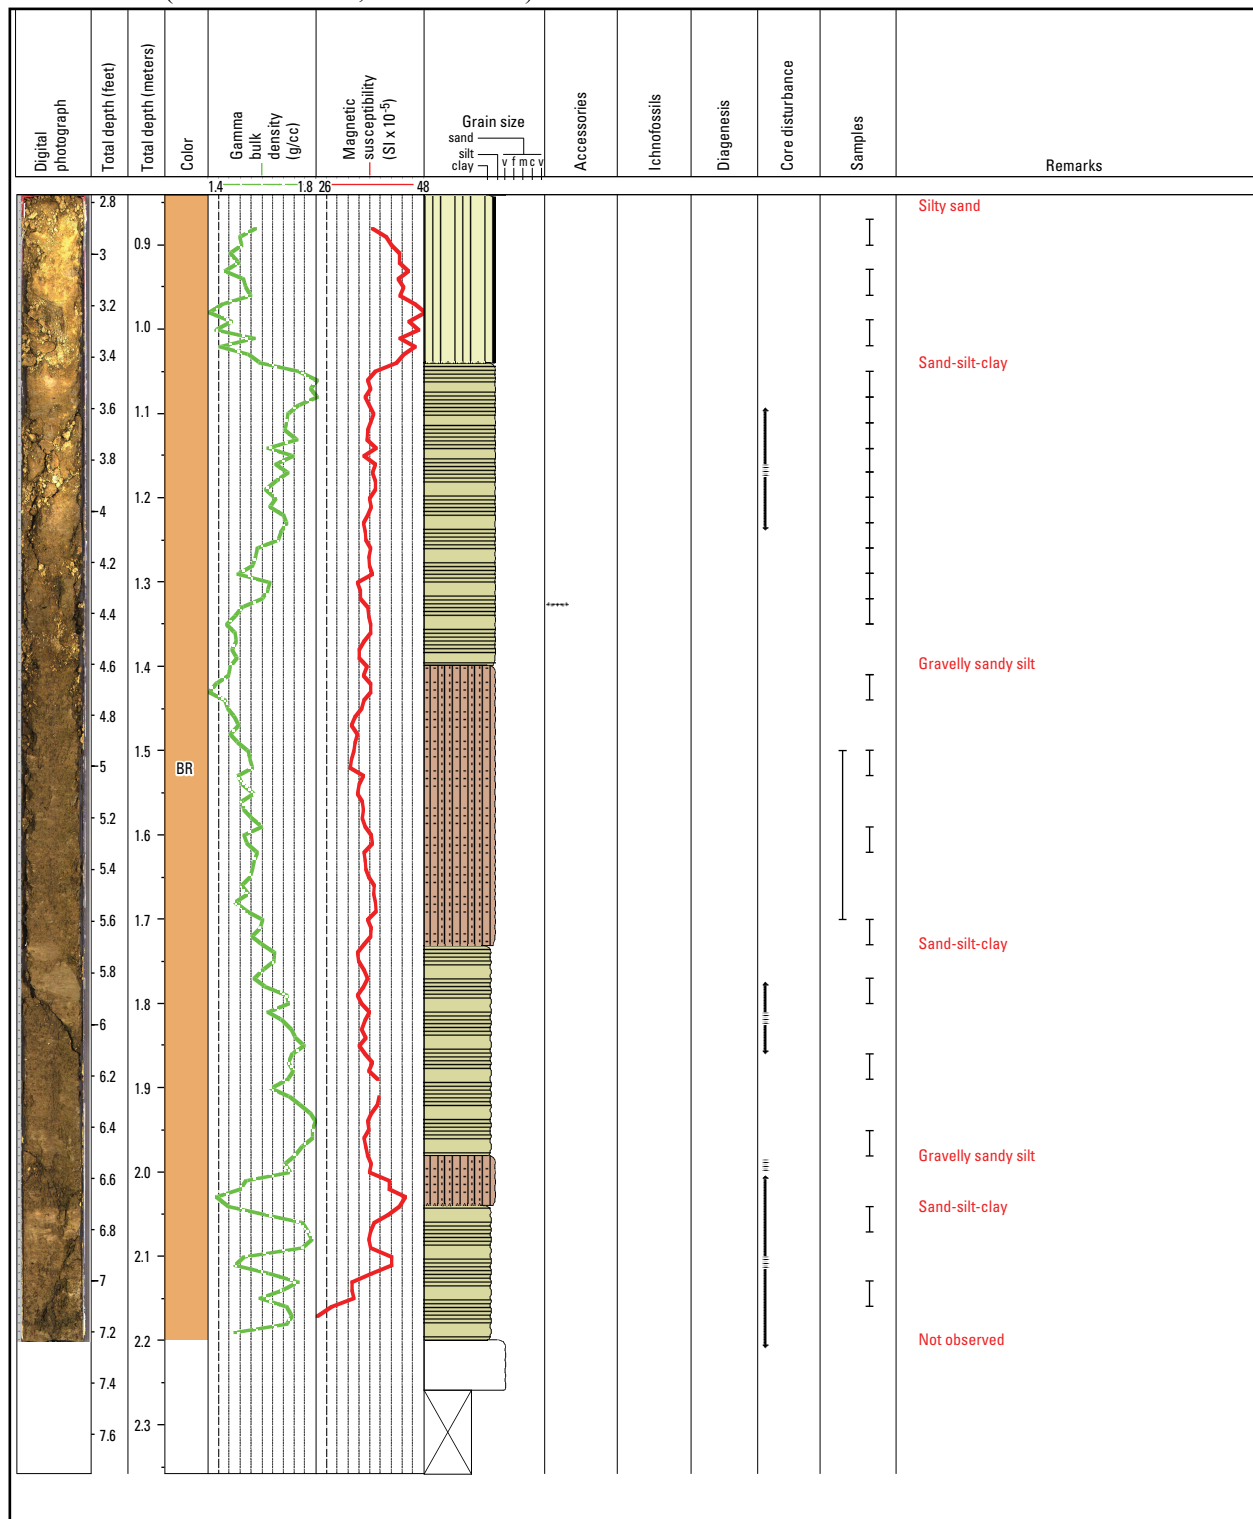 Digital photograph
Total depth (feet)
Total depth (meters)
Color
Gamma bulk density (g/cc)
Magnetic susceptibility (SI x 10-5)
Grain size
sand
silt
clay
v f m c v
Accessories
Ichnofossils
Diagenesis
Core disturbance
Samples
Remarks
1.4 1.8 26 48
2.8
Silty sand
0.9
3
3.2
1.0
3.4
Sand-silt-clay
3.6
1.1
3.8
1.2
4
4.2
1.3
4.4
4.6
1.4
Gravelly sandy silt
4.8
1.5
5
BR
5.2
1.6
5.4
5.6
1.7
Sand-silt-clay
5.8
1.8
6
6.2
1.9
6.4
Gravelly sandy silt
2.0
6.6
Sand-silt-clay
6.8
2.1
7
7.2
2.2
Not observed
7.4
2.3
7.6